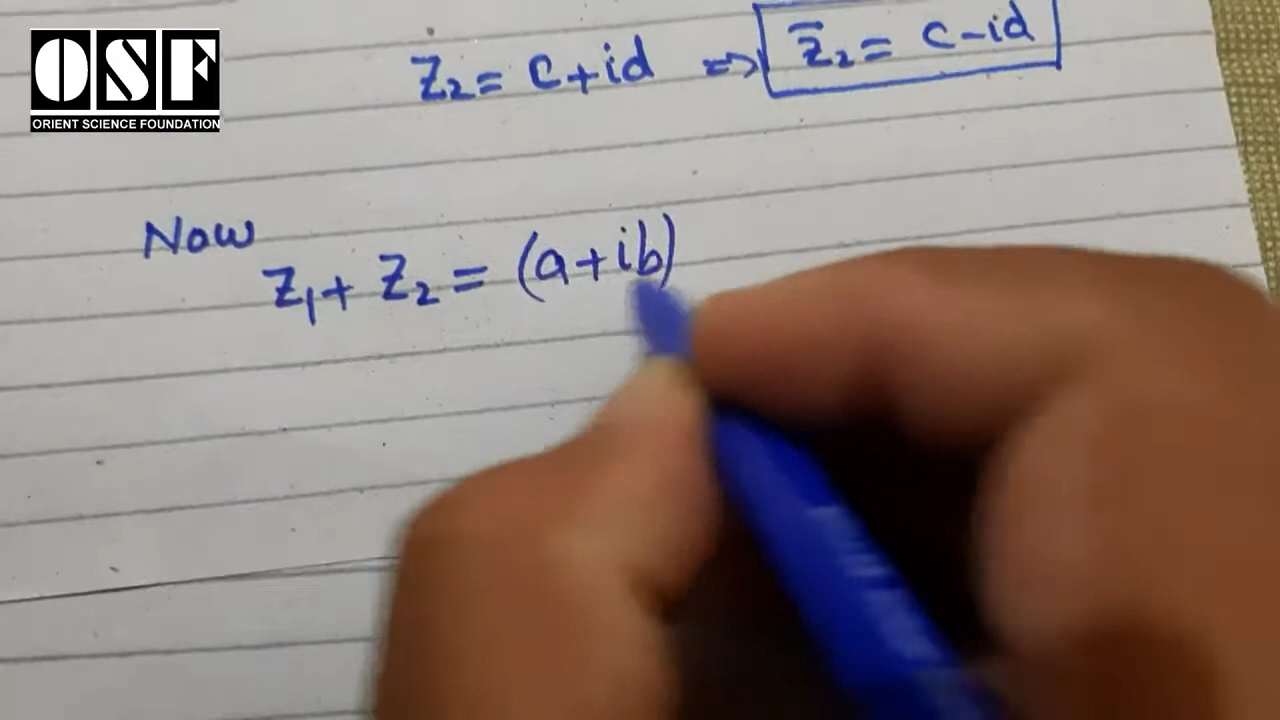 OSF
ORIENT SCIENCE FOUNDATION
Z₂ = c + id ⇒ z̄₂ = c - id
Now
Z₁ + Z₂ = (a + ib)